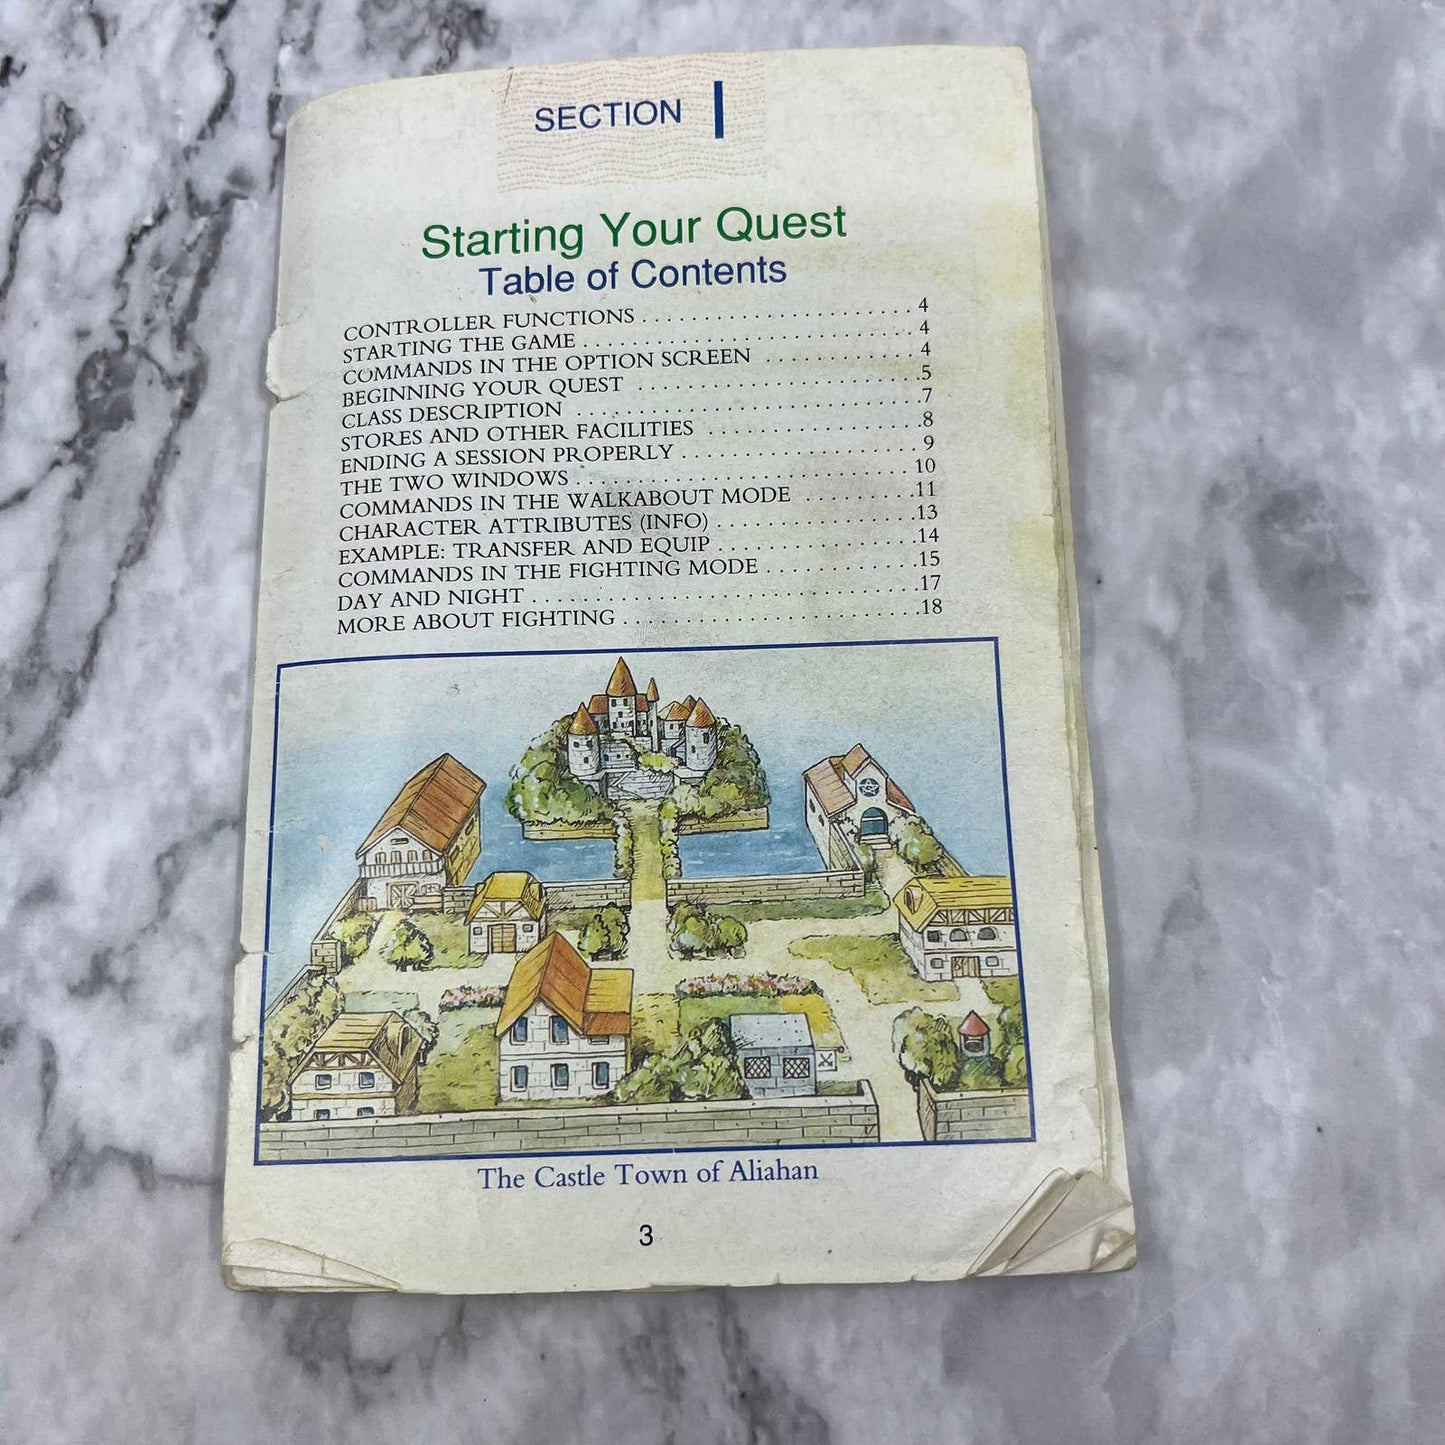 SECTION I
Starting Your Quest
Table of Contents
CONTROLLER FUNCTIONS . . . . . . . . . . . . . . . . . . . . . . 4
STARTING THE GAME . . . . . . . . . . . . . . . . . . . . . . . . . . . 4
COMMANDS IN THE OPTION SCREEN . . . . . . . . . . . . 4
BEGINNING YOUR QUEST . . . . . . . . . . . . . . . . . . . . . . .5
CLASS DESCRIPTION . . . . . . . . . . . . . . . . . . . . . . . . . . .7
STORES AND OTHER FACILITIES . . . . . . . . . . . . . . . . .8
ENDING A SESSION PROPERLY . . . . . . . . . . . . . . . . . . . 9
THE TWO WINDOWS . . . . . . . . . . . . . . . . . . . . . . . . . . 10
COMMANDS IN THE WALKABOUT MODE . . . . . . . . .11
CHARACTER ATTRIBUTES (INFO) . . . . . . . . . . . . . . . .13
EXAMPLE: TRANSFER AND EQUIP . . . . . . . . . . . . . . . .14
COMMANDS IN THE FIGHTING MODE . . . . . . . . . . . .15
DAY AND NIGHT . . . . . . . . . . . . . . . . . . . . . . . . . . . . . .17
MORE ABOUT FIGHTING . . . . . . . . . . . . . . . . . . . . . . .18
The Castle Town of Aliahan
3